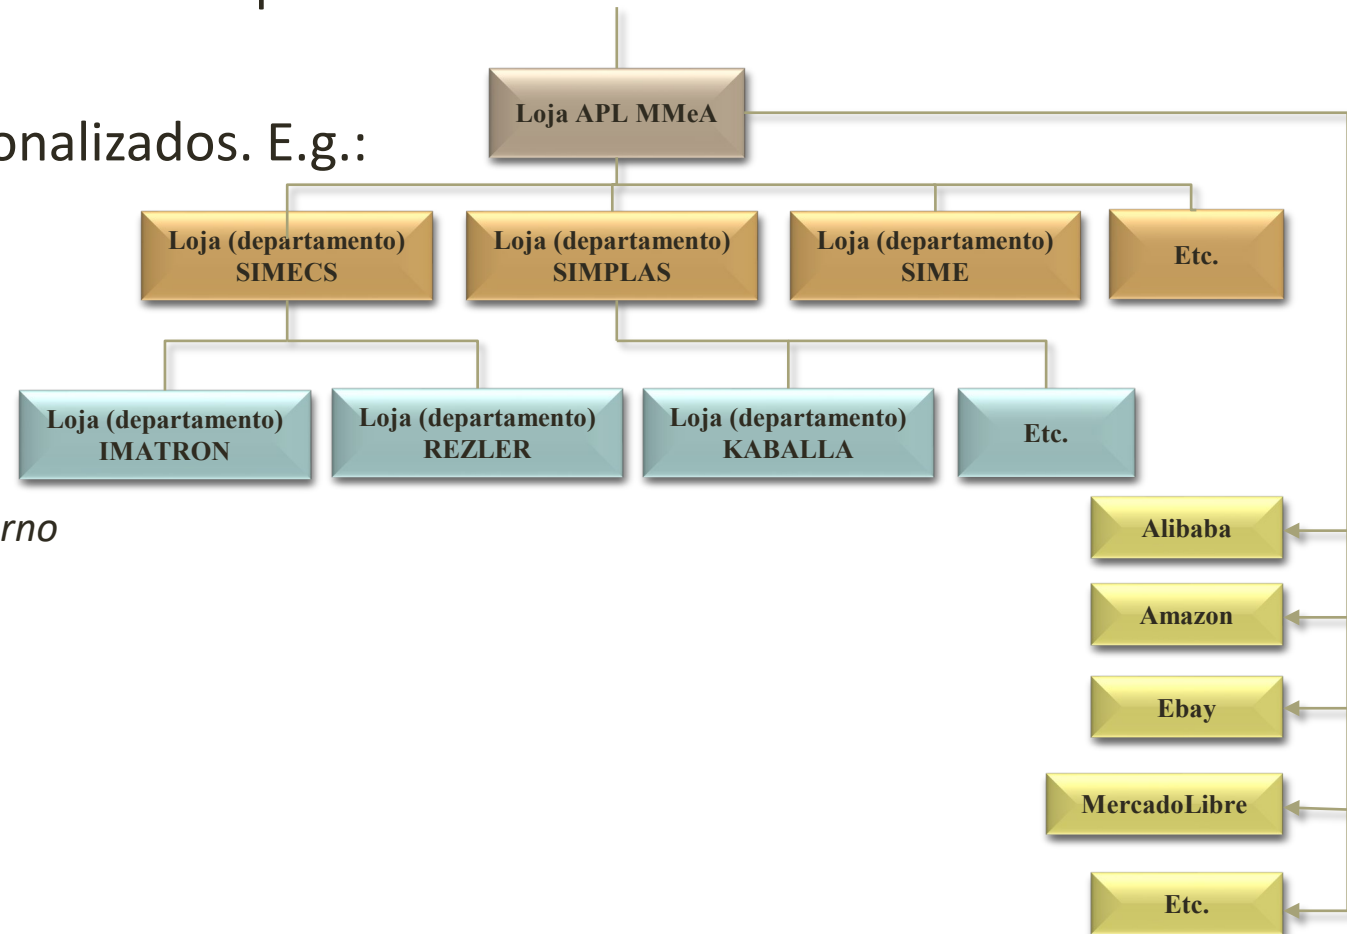 Loja APL MMeA
onalizados. E.g.:
Loja (departamento)
SIMECS
Loja (departamento)
SIMPLAS
Loja (departamento)
SIME
Etc.
Loja (departamento)
IMATRON
Loja (departamento)
REZLER
Loja (departamento)
KABALLA
Etc.
rno
Alibaba
Amazon
Ebay
MercadoLibre
Etc.